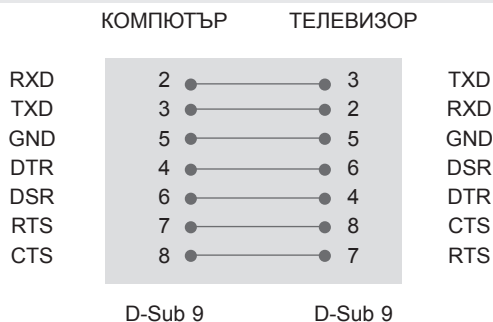 КОМПЮТЪР ТЕЛЕВИЗОР
RXD 2 3 TXD
TXD 3 2 RXD
GND 5 5 GND
DTR 4 6 DSR
DSR 6 4 DTR
RTS 7 8 CTS
CTS 8 7 RTS
D-Sub 9 D-Sub 9